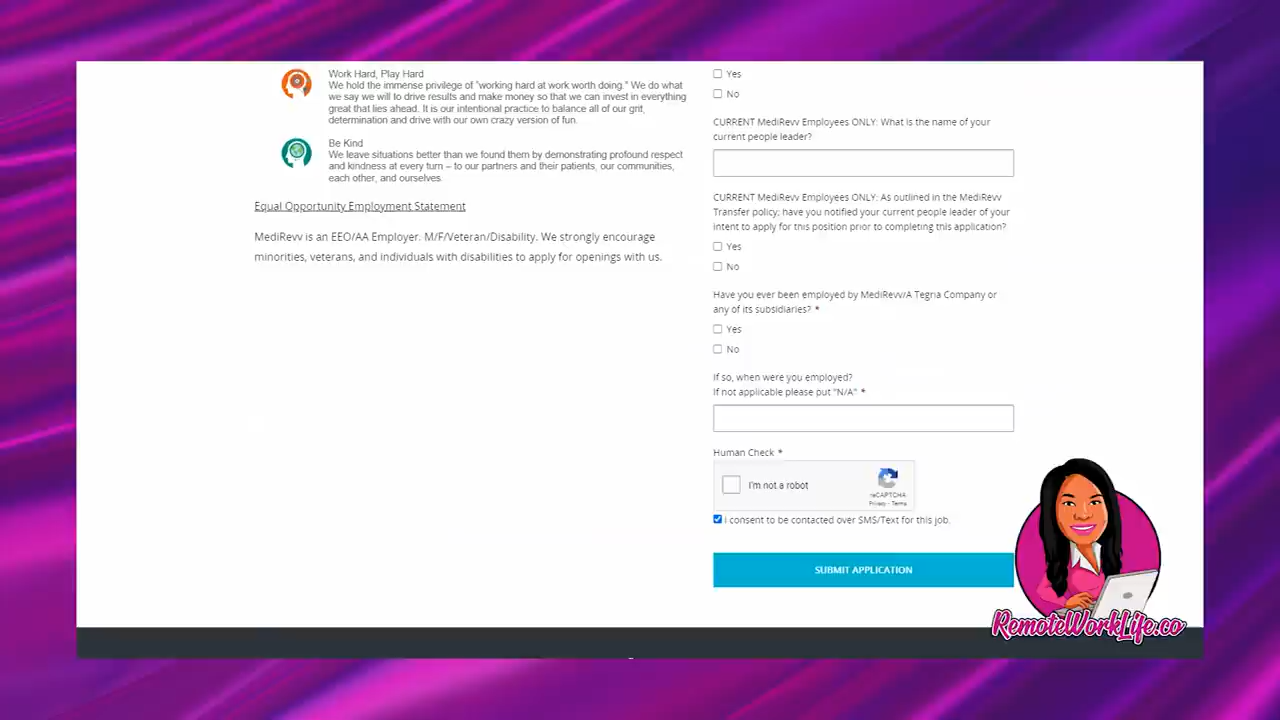 Work Hard, Play Hard
We hold the immense privilege of "working hard at work worth doing." We do what
we say we will to drive results and make money so that we can invest in everything
great that lies ahead. It is our intentional practice to balance all of our grit,
determination and drive with our own crazy version of fun.
Be Kind
We leave situations better than we found them by demonstrating profound respect
and kindness at every turn – to our partners and their patients, our communities,
each other, and ourselves.
Equal Opportunity Employment Statement
MediRevv is an EEO/AA Employer. M/F/Veteran/Disability. We strongly encourage
minorities, veterans, and individuals with disabilities to apply for openings with us.
Yes
No
CURRENT MediRevv Employees ONLY: What is the name of your
current people leader?
CURRENT MediRevv Employees ONLY: As outlined in the MediRevv
Transfer policy; have you notified your current people leader of your
intent to apply for this position prior to completing this application?
Yes
No
Have you ever been employed by MediRevv/A Tegria Company or
any of its subsidiaries? *
Yes
No
If so, when were you employed?
If not applicable please put "N/A" *
Human Check *
I'm not a robot
reCAPTCHA
Privacy - Terms
I consent to be contacted over SMS/Text for this job.
SUBMIT APPLICATION
RemoteWorkLife.co